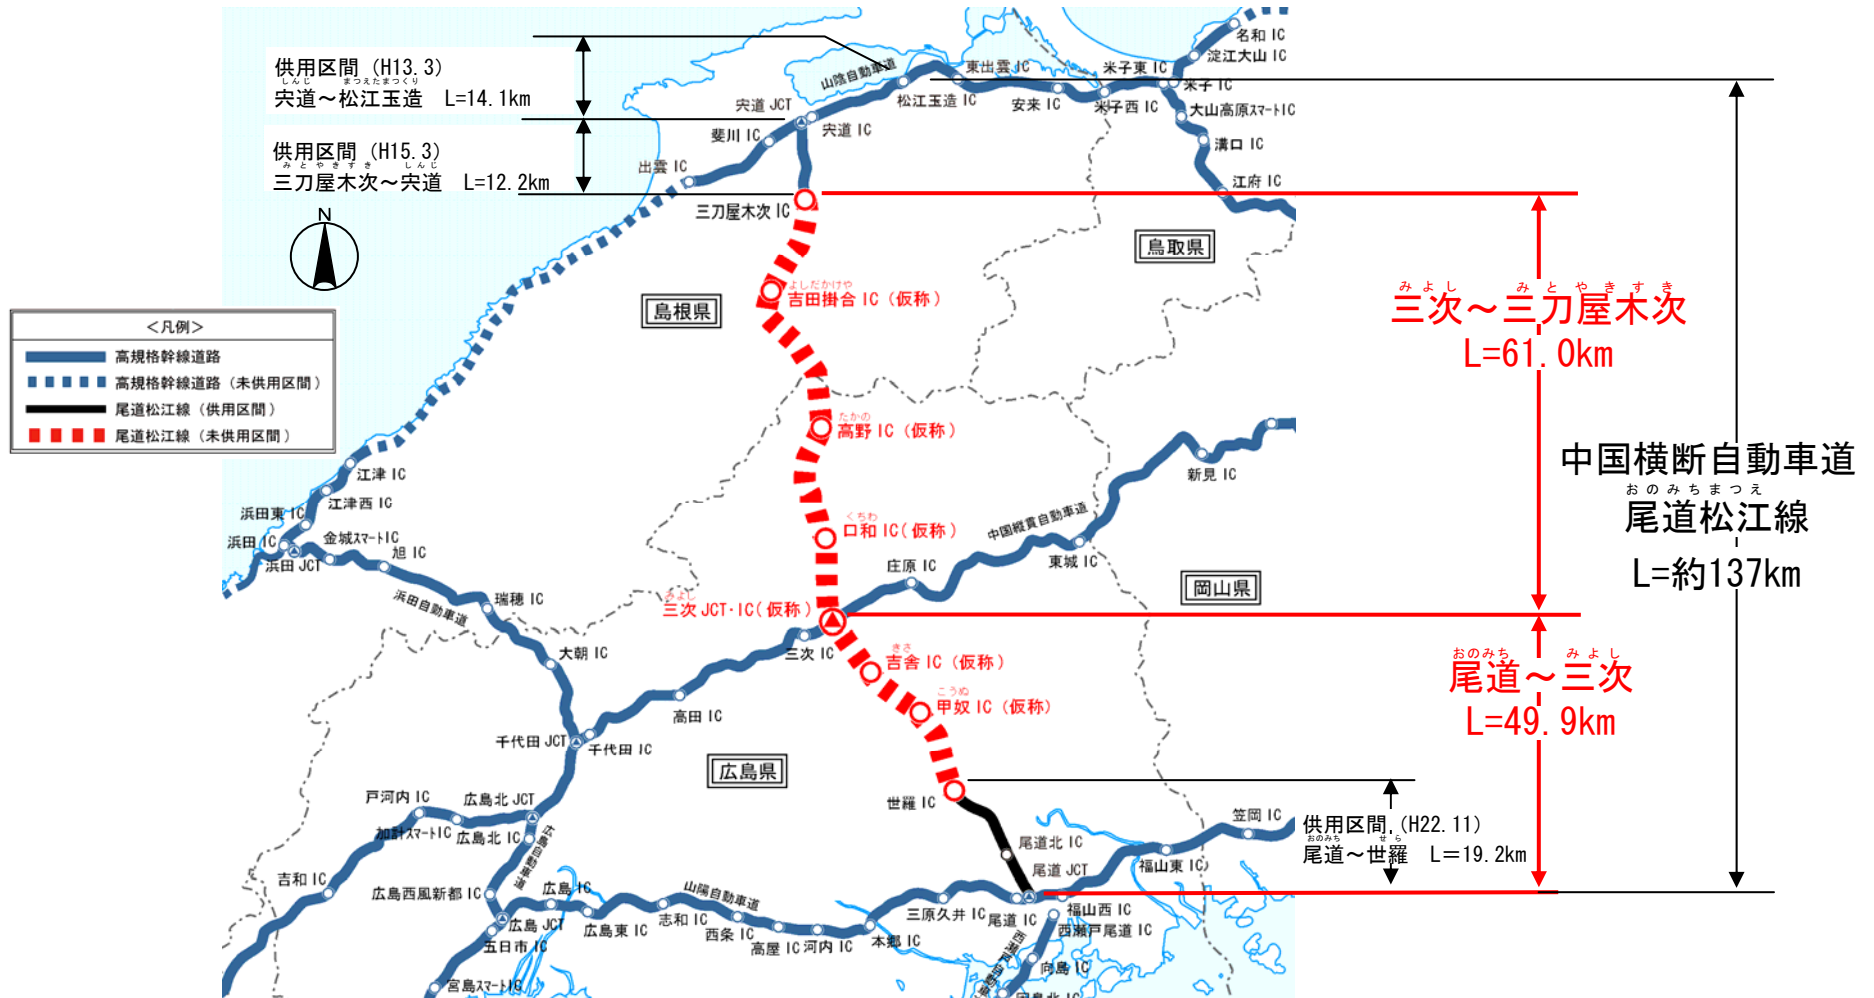 供用区間 (H13.3)
しんじ まつえたまつくり
宍道～松江玉造 L=14.1km
供用区間 (H15.3)
みとやきすき しんじ
三刀屋木次～宍道 L=12.2km
N
<凡例>
高規格幹線道路
高規格幹線道路（未供用区間）
尾道松江線（供用区間）
尾道松江線（未供用区間）
名和 IC
淀江大山 IC
米子東 IC
米子 IC
東出雲 IC
山陰自動車道
松江玉造 IC
安来 IC
米子西 IC
大山高原スマートIC
溝口 IC
江府 IC
宍道 JCT
宍道 IC
斐川 IC
出雲 IC
三刀屋木次 IC
鳥取県
島根県
よしだかけや
吉田掛合 IC（仮称）
たかの
高野 IC（仮称）
くちわ
口和 IC（仮称）
みよし
三次 JCT・IC（仮称）
三次 IC
庄原 IC
中国縦貫自動車道
東城 IC
新見 IC
岡山県
江津 IC
江津西 IC
浜田東 IC
浜田 IC
浜田 JCT
金城スマートIC
旭 IC
浜田自動車道
瑞穂 IC
大朝 IC
きさ
吉舎 IC（仮称）
こうぬ
甲奴 IC（仮称）
高田 IC
千代田 JCT
千代田 IC
広島県
世羅 IC
戸河内 IC
広島北 JCT
加計スマートIC
広島北 IC
広島自動車道
吉和 IC
広島西風新都 IC
広島 IC
広島 JCT
五日市 IC
宮島スマートIC
広島東 IC
志和 IC
山陽自動車道
西条 IC
高屋 IC
河内 IC
本郷 IC
三原久井 IC
尾道 IC
尾道北 IC
尾道 JCT
福山西 IC
西瀬戸尾道 IC
向島 IC
福山東 IC
笠岡 IC
みよし みとやきすき
三次～三刀屋木次
L=61.0km
おのみち みよし
尾道～三次
L=49.9km
供用区間 (H22.11)
おのみち せら
尾道～世羅 L=19.2km
中国横断自動車道
おのみちまつえ
尾道松江線
L=約137km